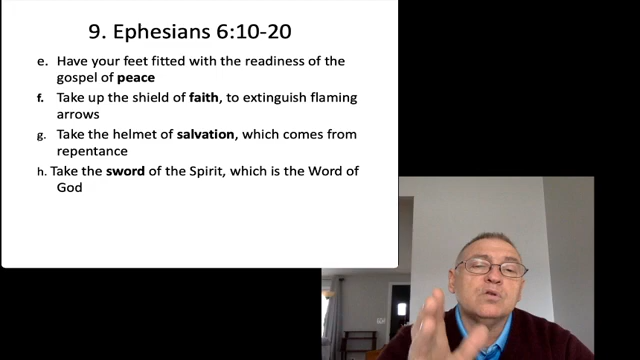 9. Ephesians 6:10-20
e. Have your feet fitted with the readiness of the
gospel of peace
f. Take up the shield of faith, to extinguish flaming
arrows
g. Take the helmet of salvation, which comes from
repentance
h. Take the sword of the Spirit, which is the Word of
God